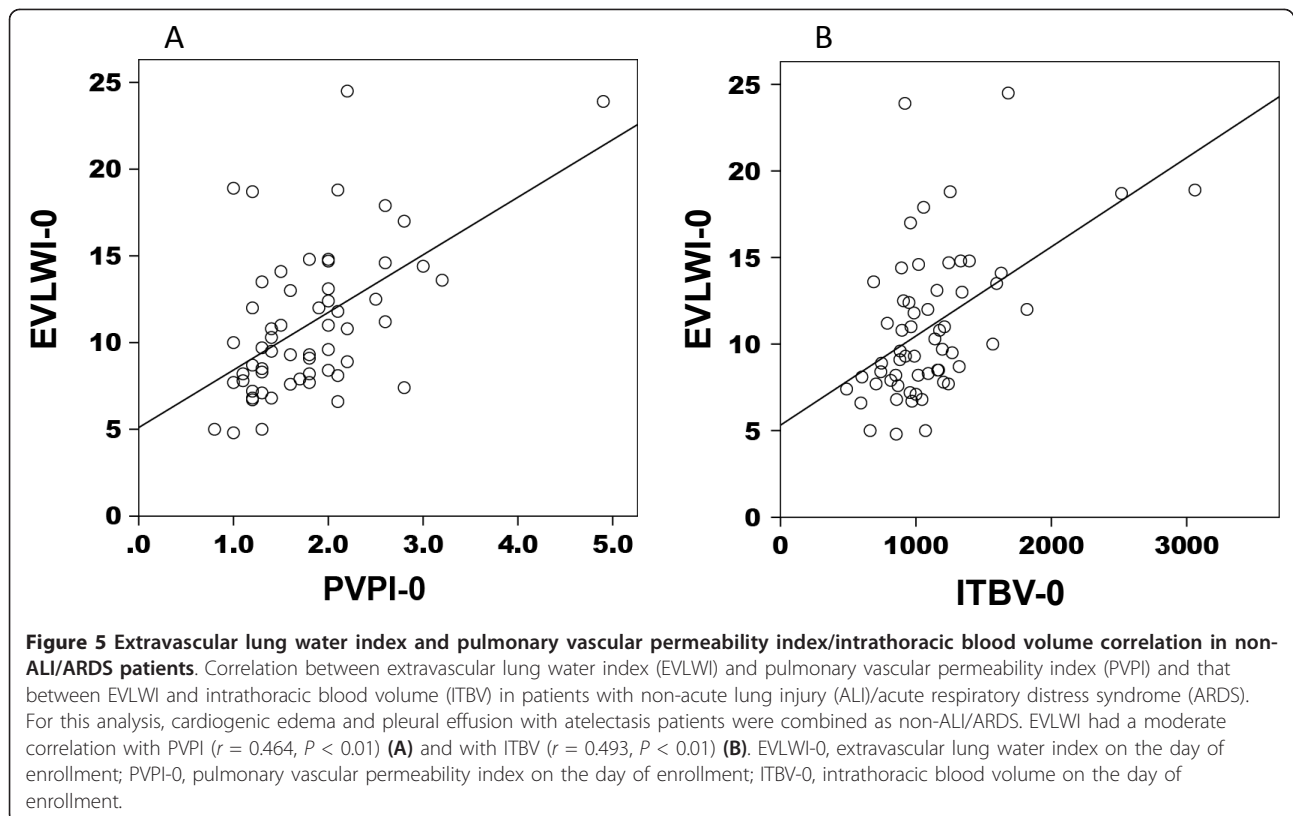 A
B
25
20
15
10
5
0
EVLWI-0
.0 1.0 2.0 3.0 4.0 5.0
PVPI-0
25
20
15
10
5
0
EVLWI-0
0 1000 2000 3000
ITBV-0
Figure 5 Extravascular lung water index and pulmonary vascular permeability index/intrathoracic blood volume correlation in non-
ALI/ARDS patients. Correlation between extravascular lung water index (EVLWI) and pulmonary vascular permeability index (PVPI) and that
between EVLWI and intrathoracic blood volume (ITBV) in patients with non-acute lung injury (ALI)/acute respiratory distress syndrome (ARDS).
For this analysis, cardiogenic edema and pleural effusion with atelectasis patients were combined as non-ALI/ARDS. EVLWI had a moderate
correlation with PVPI (r = 0.464, P < 0.01) (A) and with ITBV (r = 0.493, P < 0.01) (B). EVLWI-0, extravascular lung water index on the day of
enrollment; PVPI-0, pulmonary vascular permeability index on the day of enrollment; ITBV-0, intrathoracic blood volume on the day of
enrollment.